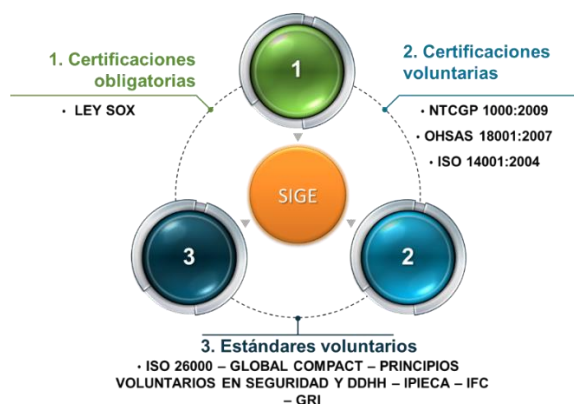 1. Certificaciones
obligatorias
• LEY SOX
1
2. Certificaciones
voluntarias
• NTCGP 1000:2009
• OHSAS 18001:2007
• ISO 14001:2004
SIGE
3
2
3. Estándares voluntarios
• ISO 26000 – GLOBAL COMPACT – PRINCIPIOS
VOLUNTARIOS EN SEGURIDAD Y DDHH – IPIECA – IFC
– GRI